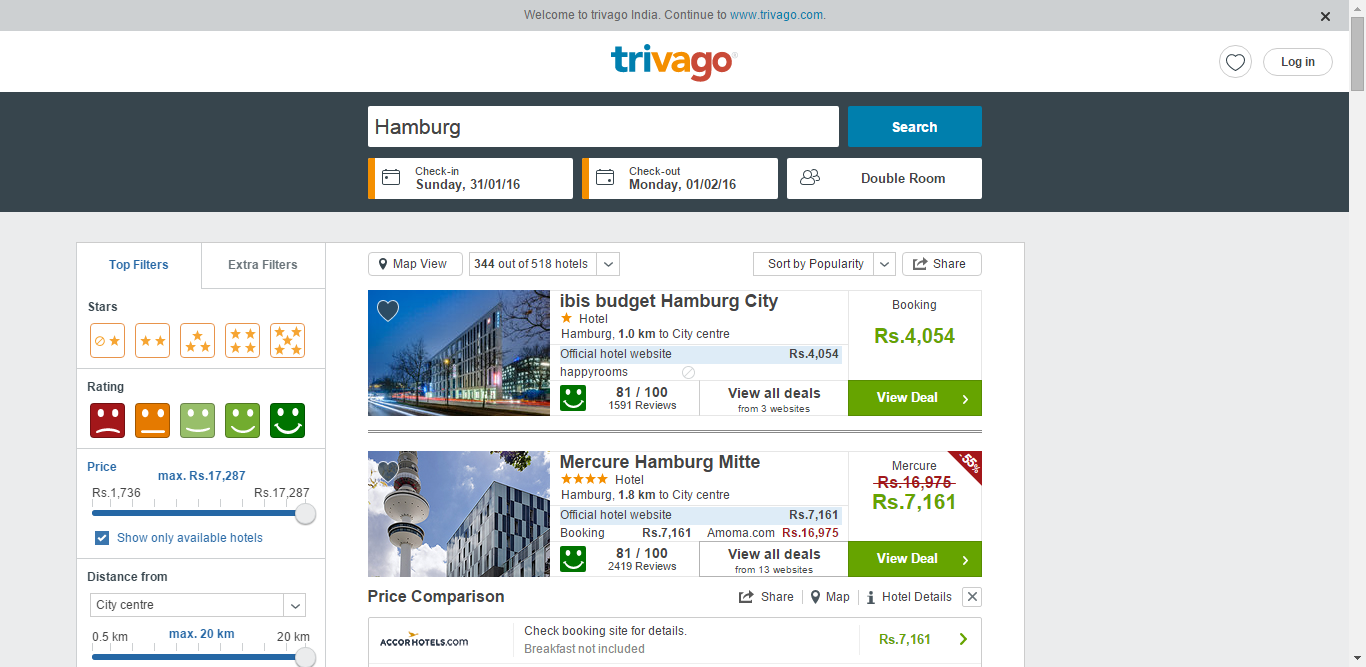 Welcome to trivago India. Continue to www.trivago.com.
trivago
Log in
Hamburg
Search
Check-in
Sunday, 31/01/16
Check-out
Monday, 01/02/16
Double Room
Top Filters
Extra Filters
Stars
Rating
Price
max. Rs.17,287
Rs.1,736
Rs.17,287
Show only available hotels
Distance from
City centre
0.5 km
max. 20 km
20 km
Map View
344 out of 518 hotels
Sort by Popularity
Share
ibis budget Hamburg City
Hotel
Hamburg, 1.0 km to City centre
Official hotel website Rs.4,054
happyrooms
81 / 100
1591 Reviews
View all deals
from 3 websites
Booking
Rs.4,054
View Deal
Mercure Hamburg Mitte
Hotel
Hamburg, 1.8 km to City centre
Official hotel website Rs.7,161
Booking Rs.7,161 Amoma.com Rs.16,975
81 / 100
2419 Reviews
View all deals
from 13 websites
-55%
Mercure
Rs.16,975
Rs.7,161
View Deal
Price Comparison
Share
Map
Hotel Details
ACCORHOTELS.COM
Check booking site for details.
Breakfast not included
Rs.7,161